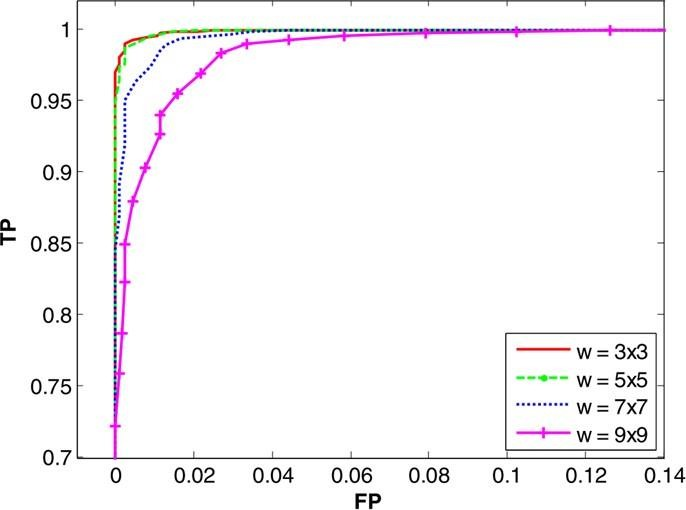 1
0.95
0.9
0.85
0.8
0.75
0.7
TP
w = 3x3
w = 5x5
w = 7x7
w = 9x9
0 0.02 0.04 0.06 0.08 0.1 0.12 0.14
FP